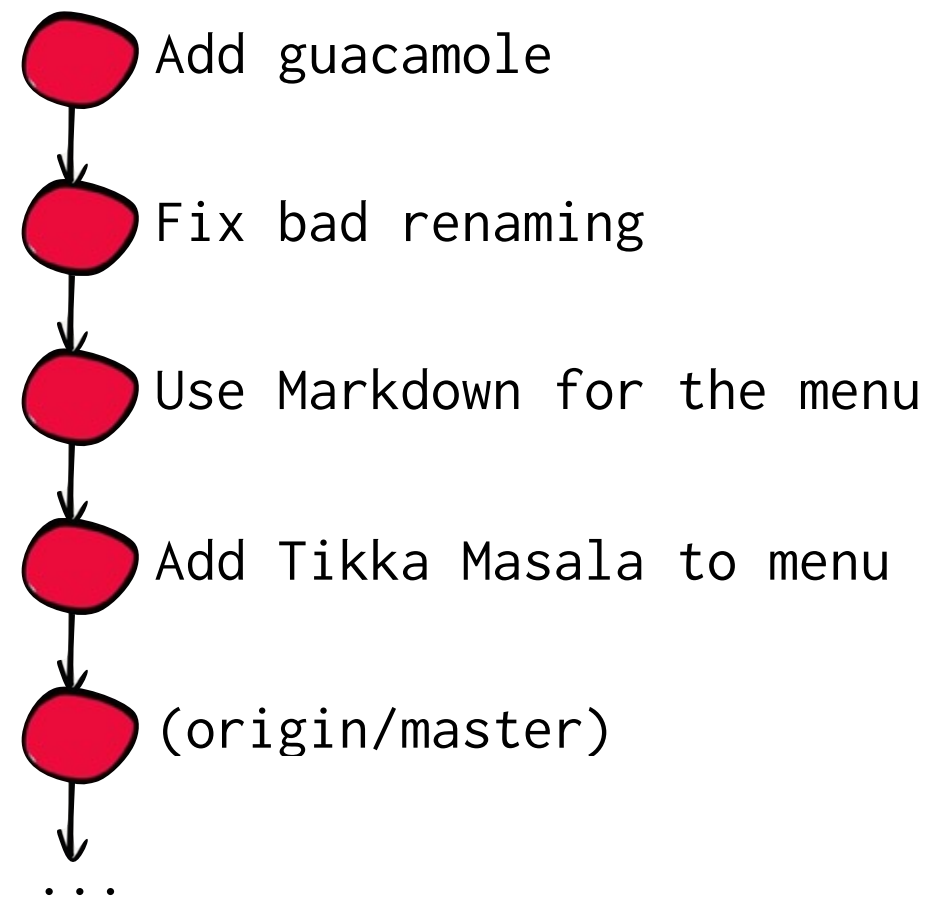 Add guacamole
Fix bad renaming
Use Markdown for the menu
Add Tikka Masala to menu
(origin/master)
...